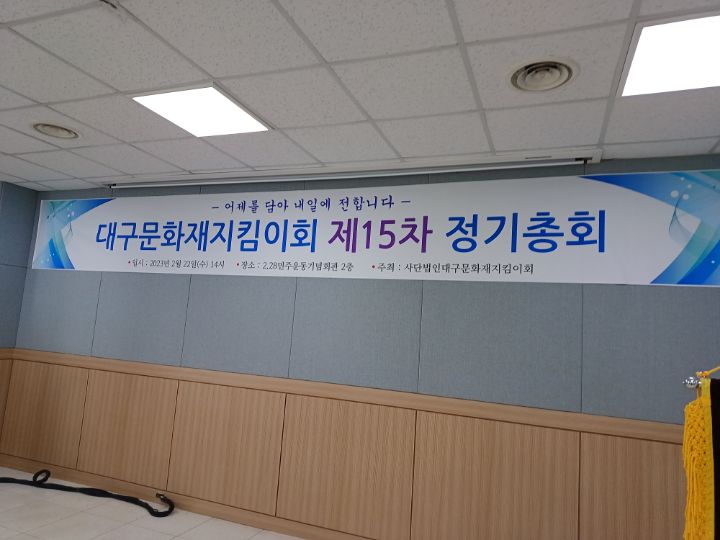 - 어제를 담아 내일에 전합니다 -
대구문화재지킴이회 제15차 정기총회
• 일시 : 2023년 2월 22일(수) 14시 • 장소 : 2.28민주운동기념회관 2층 • 주최 : 사단법인대구문화재지킴이회